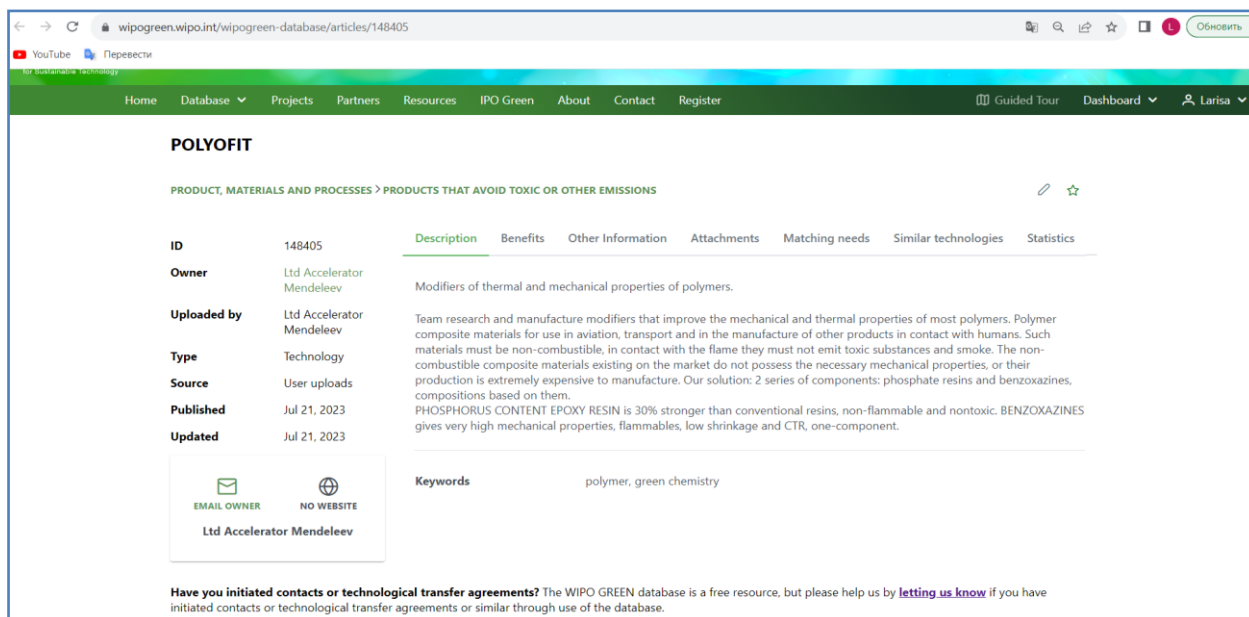 wipogreen.wipo.int/wipogreen-database/articles/148405
L
Обновить
YouTube
Перевести
for Sustainable Technology
Home Database Projects Partners Resources IPO Green About Contact Register Guided Tour Dashboard Larisa
POLYOFIT
PRODUCT, MATERIALS AND PROCESSES > PRODUCTS THAT AVOID TOXIC OR OTHER EMISSIONS
ID 148405
Owner Ltd Accelerator
Mendeleev
Uploaded by Ltd Accelerator
Mendeleev
Type Technology
Source User uploads
Published Jul 21, 2023
Updated Jul 21, 2023
EMAIL OWNER NO WEBSITE
Ltd Accelerator Mendeleev
Description Benefits Other Information Attachments Matching needs Similar technologies Statistics
Modifiers of thermal and mechanical properties of polymers.
Team research and manufacture modifiers that improve the mechanical and thermal properties of most polymers. Polymer
composite materials for use in aviation, transport and in the manufacture of other products in contact with humans. Such
materials must be non-combustible, in contact with the flame they must not emit toxic substances and smoke. The non-
combustible composite materials existing on the market do not possess the necessary mechanical properties, or their
production is extremely expensive to manufacture. Our solution: 2 series of components: phosphate resins and benzoxazines,
compositions based on them.
PHOSPHORUS CONTENT EPOXY RESIN is 30% stronger than conventional resins, non-flammable and nontoxic. BENZOXAZINES
gives very high mechanical properties, flammables, low shrinkage and CTR, one-component.
Keywords polymer, green chemistry
Have you initiated contacts or technological transfer agreements? The WIPO GREEN database is a free resource, but please help us by letting us know if you have
initiated contacts or technological transfer agreements or similar through use of the database.